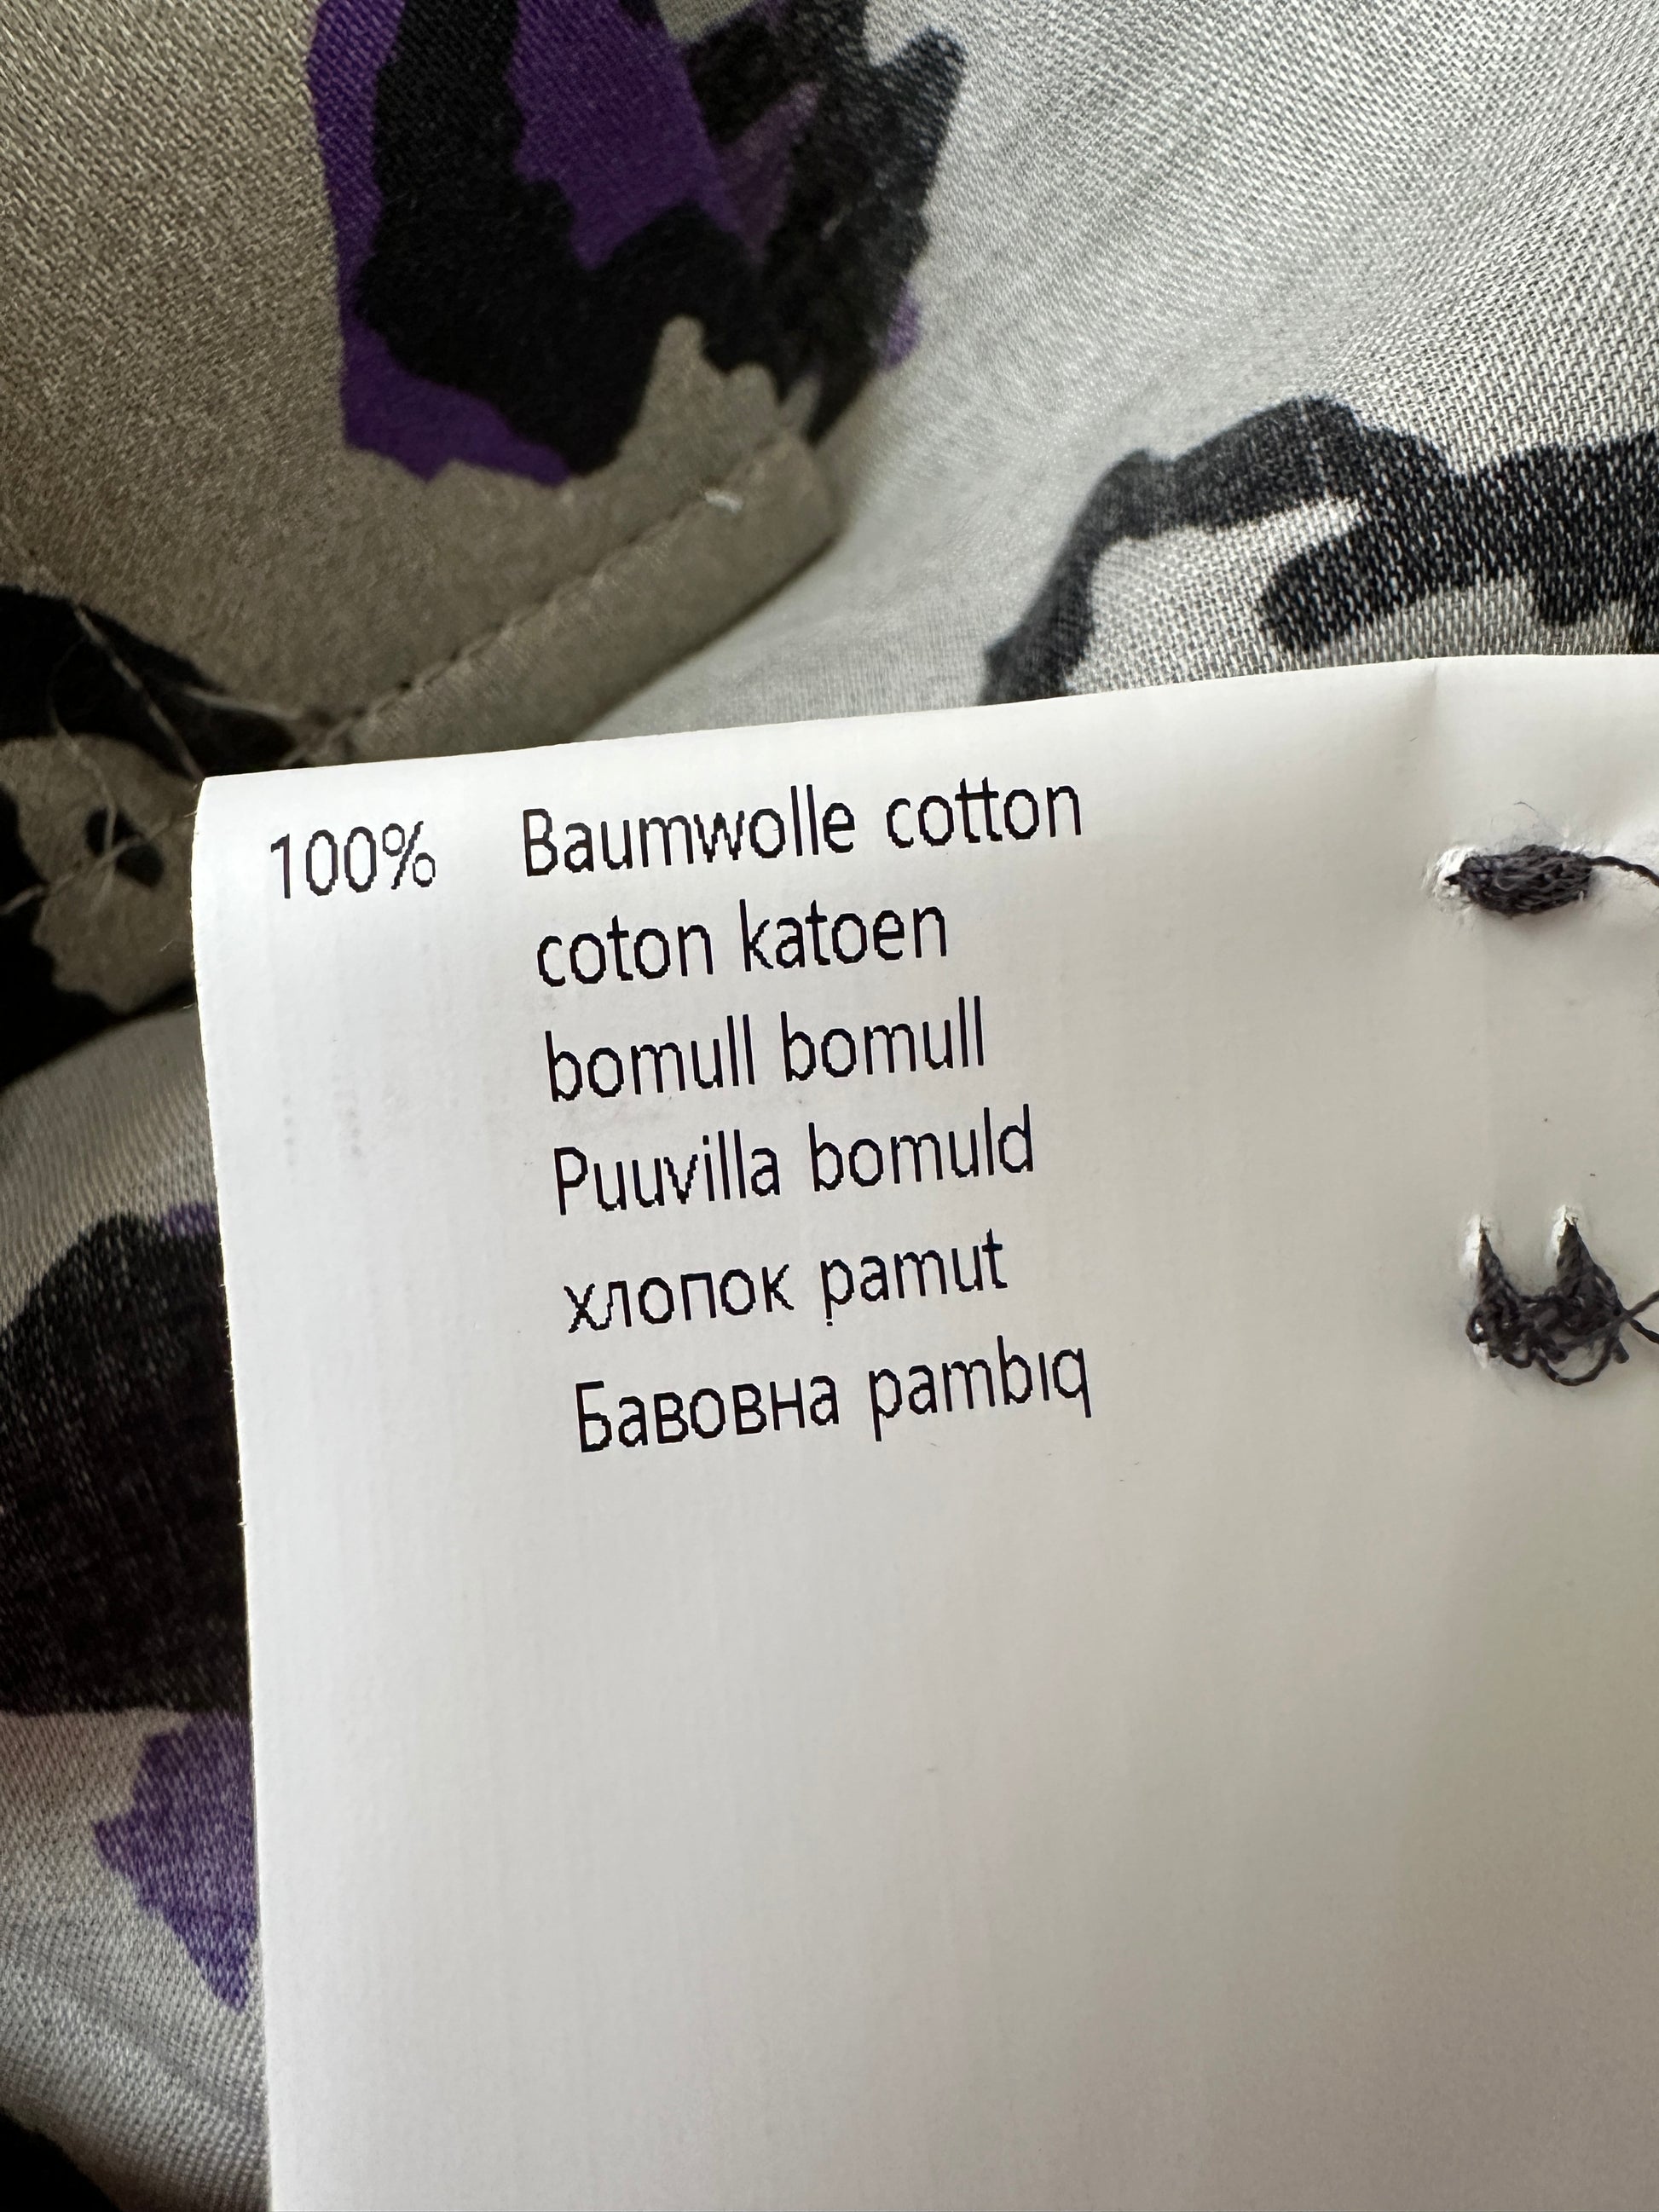 100% Baumwolle cotton
coton katoen
bomull bomull
Puuvilla bomuld
хлопок pamut
Бавовна pambıq